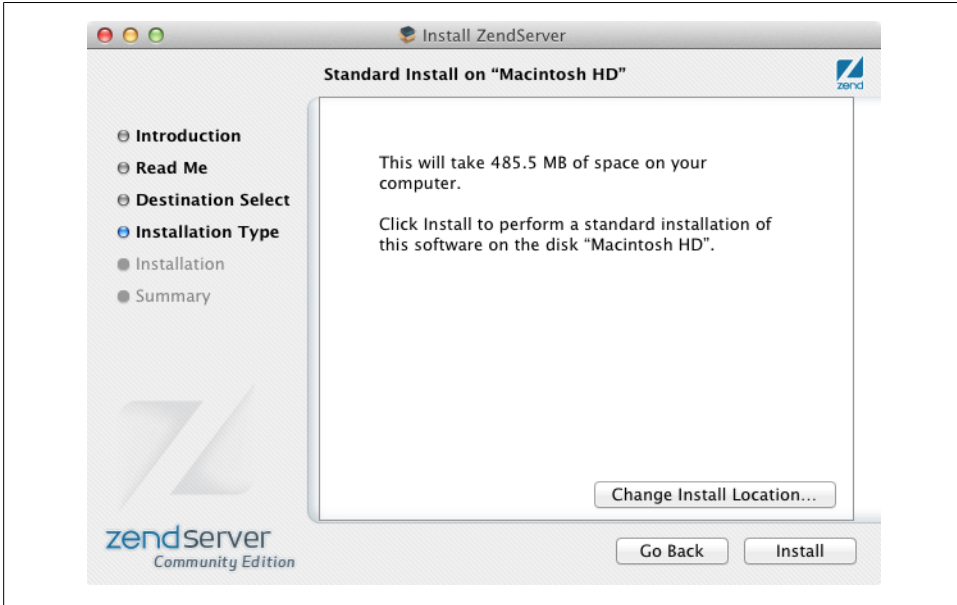 Install ZendServer
Standard Install on “Macintosh HD”
zend
Introduction
Read Me
Destination Select
Installation Type
Installation
Summary
This will take 485.5 MB of space on your
computer.
Click Install to perform a standard installation of
this software on the disk “Macintosh HD”.
Change Install Location...
zendserver
Community Edition
Go Back
Install